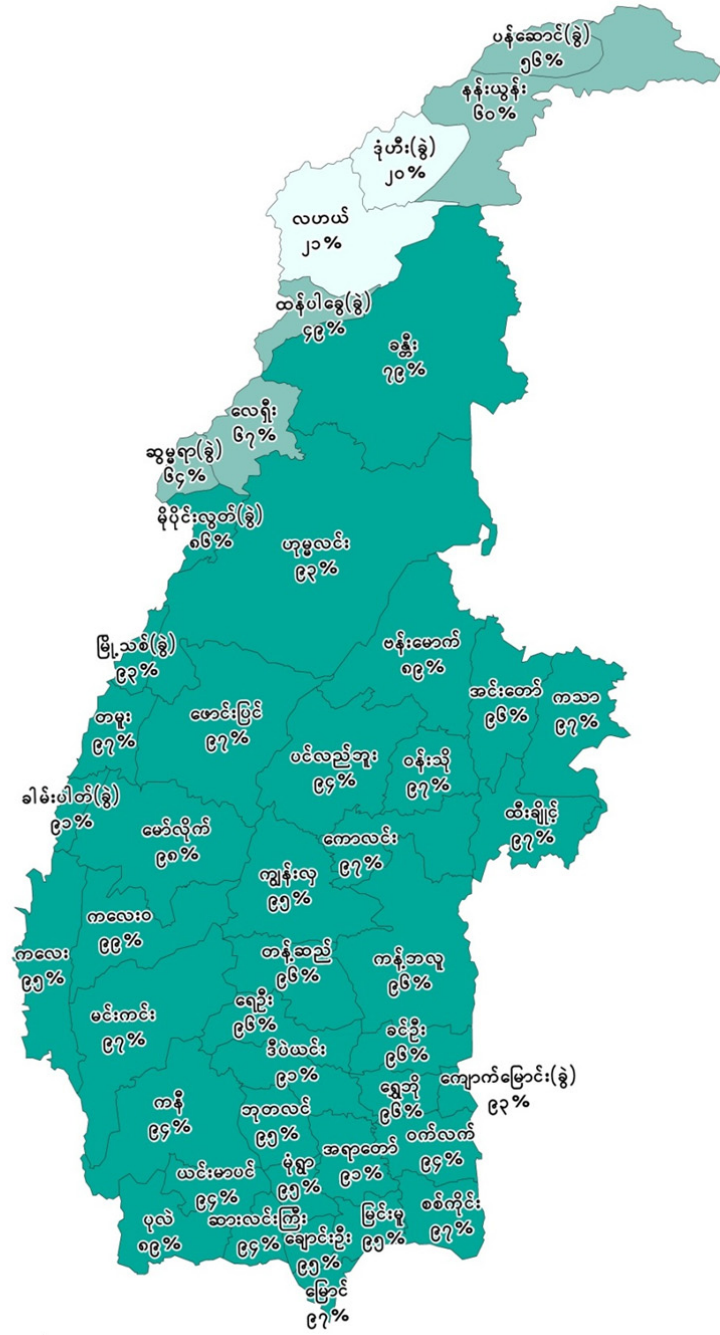 ပန်ဆောင်(ခွဲ)
၅၆%
နန်းယွန်း
၆၀%
ဒုံဟီး(ခွဲ)
၂၀%
လဟယ်
၂၁%
ထန်ပါခွေ(ခွဲ)
၄၉%
ခန္တီး
၇၉%
လေရှီး
၆၇%
ဆွမ္မရာ(ခွဲ)
၆၄%
မိုပိုင်းလွတ်(ခွဲ)
၈၆%
ဟုမ္မလင်း
၉၃%
မြို့သစ်(ခွဲ)
၉၃%
ဗန်းမောက်
၈၉%
အင်းတော်
၉၆%
ကသာ
၉၇%
တမူး
၉၇%
ဖောင်းပြင်
၉၇%
ပင်လည်ဘူး
၉၄%
ဝန်းသို
၉၇%
ခါမ်းပါတ်(ခွဲ)
၉၁%
မော်လိုက်
၉၈%
ကောလင်း
၉၇%
ထီးချိုင့်
၉၇%
ကျွန်းလှ
၉၅%
ကလေးဝ
၉၉%
ကလေး
၉၅%
တန့်ဆည်
၉၆%
ကန့်ဘလူ
၉၆%
မင်းကင်း
၉၇%
ရေဦး
၉၆%
ခင်ဦး
၉၆%
ဒီပဲယင်း
၉၁%
ကျောက်မြောင်း(ခွဲ)
၉၃%
ရွှေဘို
၉၆%
ကနီ
၉၄%
ဘုတလင်
၉၅%
အရာတော်
၉၁%
ဝက်လက်
၉၄%
မုံရွာ
၉၅%
ယင်းမာပင်
၉၄%
စစ်ကိုင်း
၉၇%
ပုလဲ
၈၉%
ဆားလင်းကြီး
၉၄%
မြင်းမူ
၉၅%
ချောင်းဦး
၉၅%
မြောင်
၉၇%